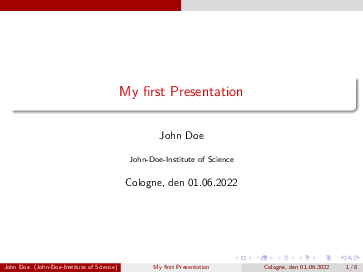 My first Presentation
John Doe
John-Doe-Institute of Science
Cologne, den 01.06.2022
John Doe (John-Doe-Institute of Science) My first Presentation Cologne, den 01.06.2022 1 / 6